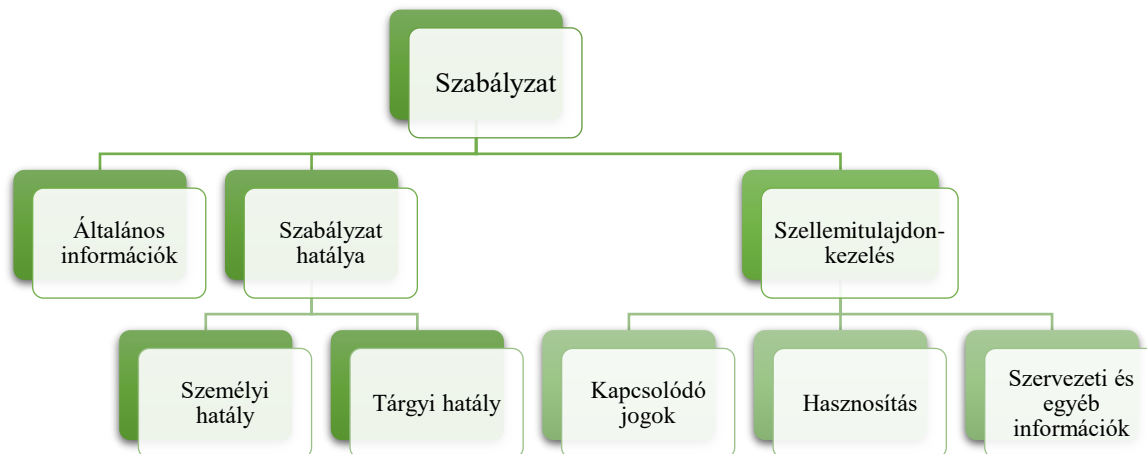 Szabályzat
Általános
információk
Szabályzat
hatálya
Szellemitulajdon-
kezelés
Személyi
hatály
Tárgyi hatály
Kapcsolódó
jogok
Hasznosítás
Szervezeti és
egyéb
információk